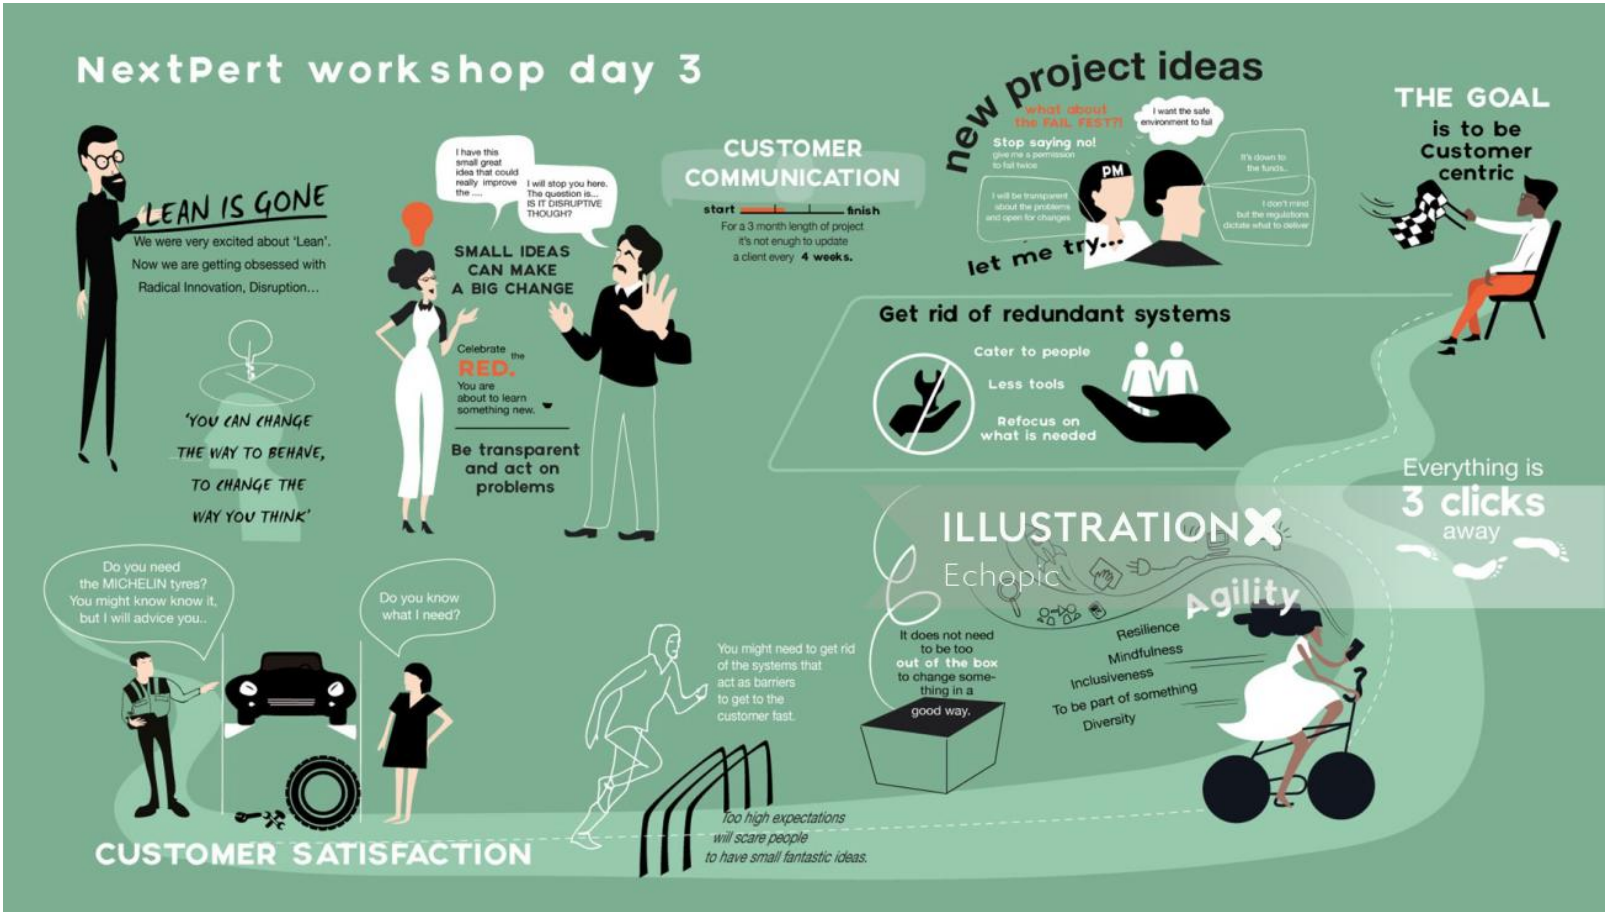 NextPert workshop day 3
LEAN IS GONE
We were very excited about 'Lean'.
Now we are getting obsessed with
Radical Innovation, Disruption...
'YOU CAN CHANGE
THE WAY TO BEHAVE,
TO CHANGE THE
WAY YOU THINK'
I have this
small great
idea that could
really improve
the ....
I will stop you here.
The question is...
IS IT DISRUPTIVE
THOUGH?
SMALL IDEAS
CAN MAKE
A BIG CHANGE
Celebrate the
RED.
You are
about to learn
something new.
Be transparent
and act on
problems
CUSTOMER
COMMUNICATION
start
finish
For a 3 month length of project
it's not enugh to update
a client every 4 weeks.
new project ideas
what about
the FAIL FEST?!
Stop saying no!
give me a permission
to fail twice
I will be transparent
about the problems
and open for changes
let me try...
PM
I want the safe
environment to fail
It's down to
the funds..
I don't mind
but the regulations
dictate what to deliver
THE GOAL
is to be
Customer
centric
Get rid of redundant systems
Cater to people
Less tools
Refocus on
what is needed
Everything is
3 clicks
away
ILLUSTRATIONX
Echopic
Agility
Resilience
Mindfulness
Inclusiveness
To be part of something
Diversity
It does not need
to be too
out of the box
to change some-
thing in a
good way.
You might need to get rid
of the systems that
act as barriers
to get to the
customer fast.
Too high expectations
will scare people
to have small fantastic ideas.
Do you need
the MICHELIN tyres?
You might know know it,
but I will advice you..
Do you know
what I need?
CUSTOMER SATISFACTION